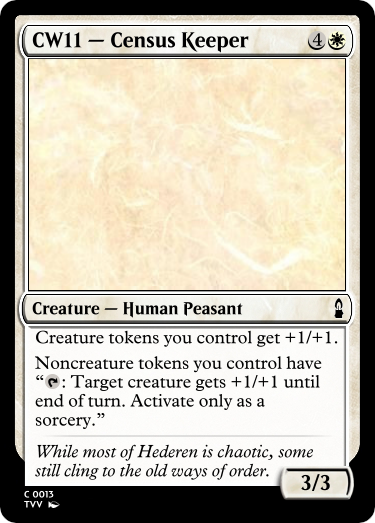 CW11 — Census Keeper 4
Creature — Human Peasant
Creature tokens you control get +1/+1.
Noncreature tokens you control have
“: Target creature gets +1/+1 until
end of turn. Activate only as a
sorcery.”
While most of Hederen is chaotic, some
still cling to the old ways of order.
3/3
C 0013
TVV